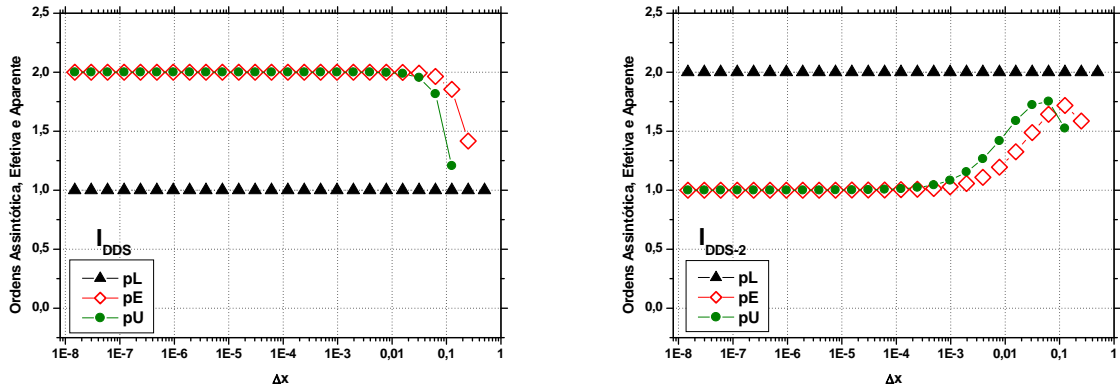 Ordens Assintótica, Efetiva e Aparente
2,5
2,0
1,5
1,0
0,5
0,0
I_DDS
pL
pE
pU
1E-8 1E-7 1E-6 1E-5 1E-4 1E-3 0,01 0,1 1
Δx
Ordens Assintótica, Efetiva e Aparente
2,5
2,0
1,5
1,0
0,5
0,0
I_DDS-2
pL
pE
pU
1E-8 1E-7 1E-6 1E-5 1E-4 1E-3 0,01 0,1 1
Δx